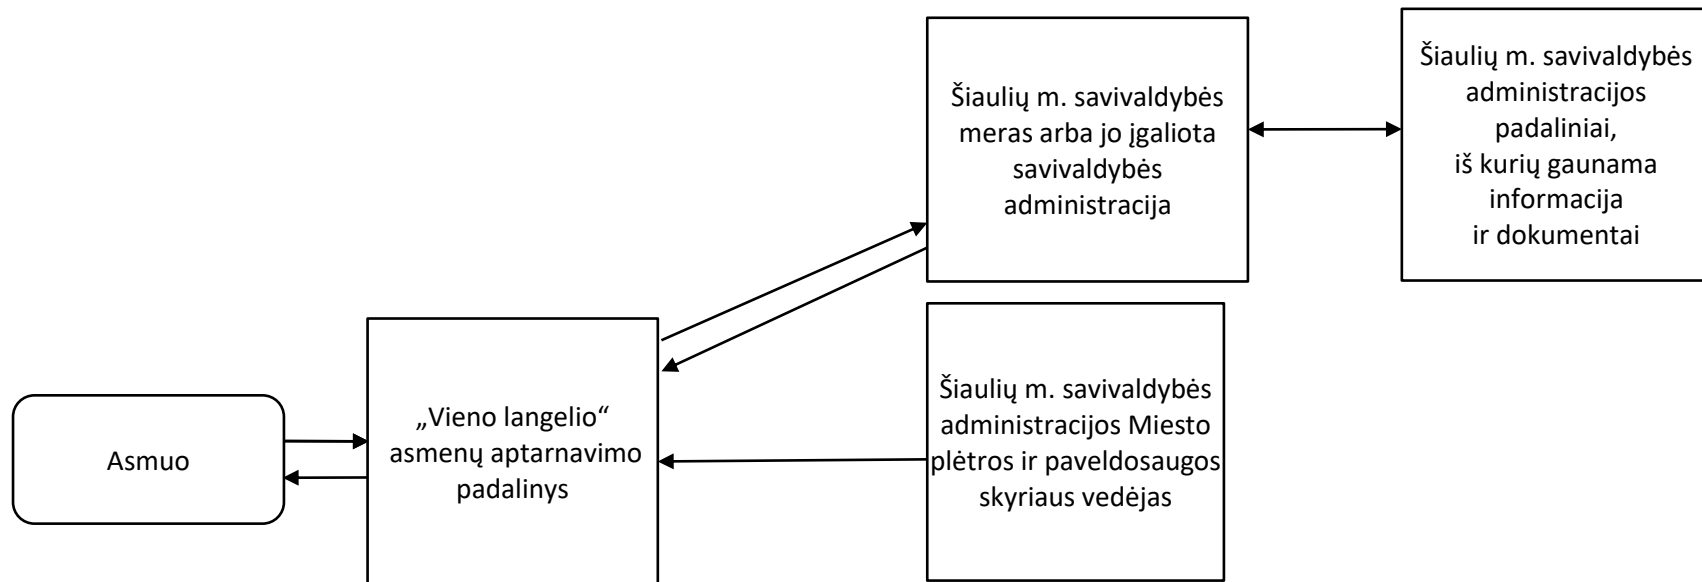 Asmuo
„Vieno langelio“
asmenų aptarnavimo
padalinys
Šiaulių m. savivaldybės
meras arba jo įgaliota
savivaldybės
administracija
Šiaulių m. savivaldybės
administracijos
padaliniai,
iš kurių gaunama
informacija
ir dokumentai
Šiaulių m. savivaldybės
administracijos Miesto
plėtros ir paveldosaugos
skyriaus vedėjas